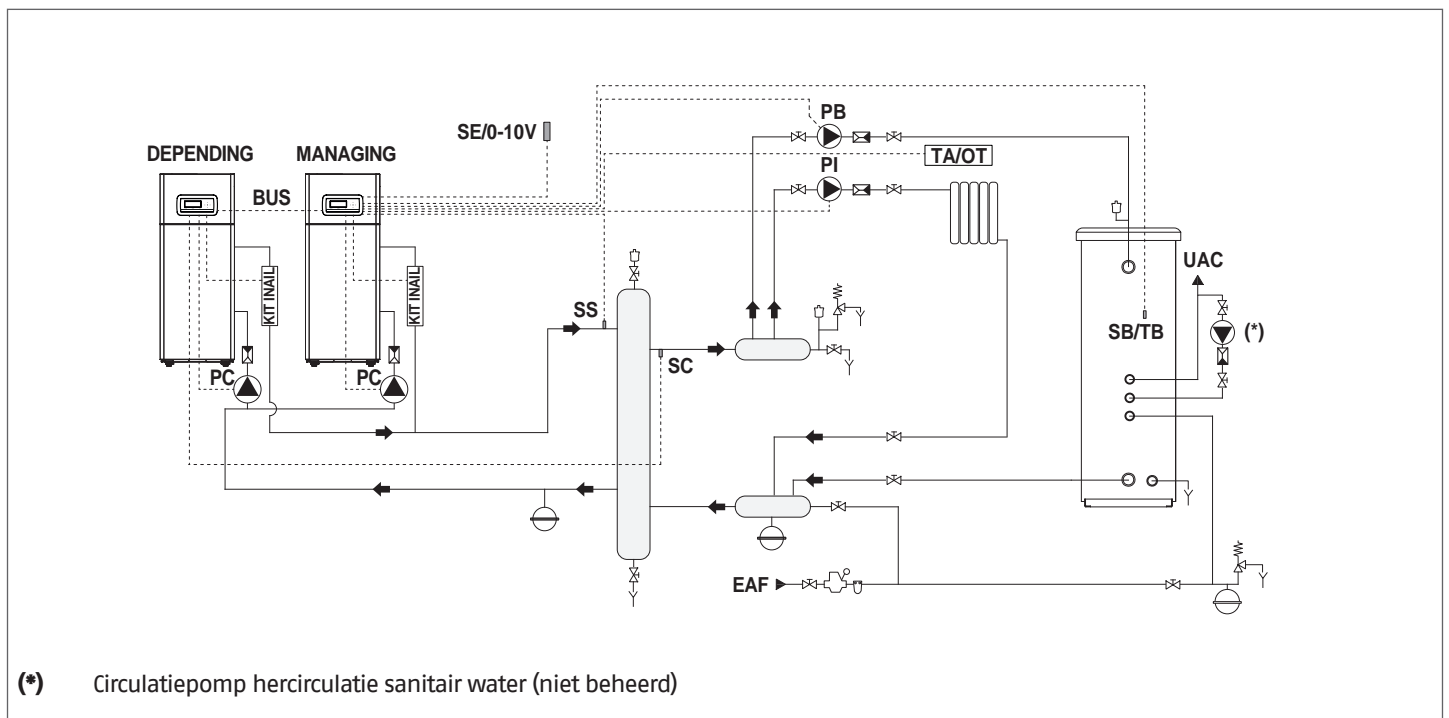 PB
SE/0-10V
DEPENDING
MANAGING
TA/OT
PI
BUS
KIT INAIL
KIT INAIL
UAC
SS
SB/TB
(*)
SC
PC
PC
EAF
(*) Circulatiepomp hercirculatie sanitair water (niet beheerd)